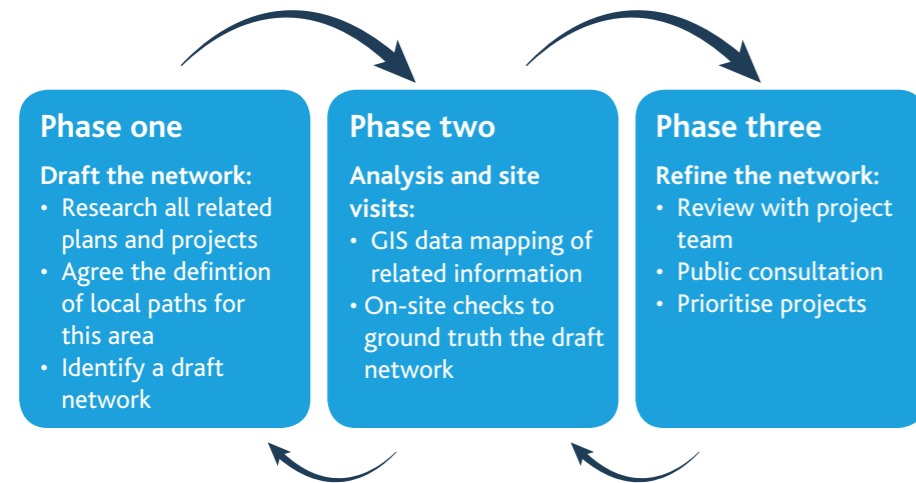 Phase one
Draft the network:
• Research all related
plans and projects
• Agree the defintion
of local paths for
this area
• Identify a draft
network
Phase two
Analysis and site
visits:
• GIS data mapping of
related information
• On-site checks to
ground truth the draft
network
Phase three
Refine the network:
• Review with project
team
• Public consultation
• Prioritise projects